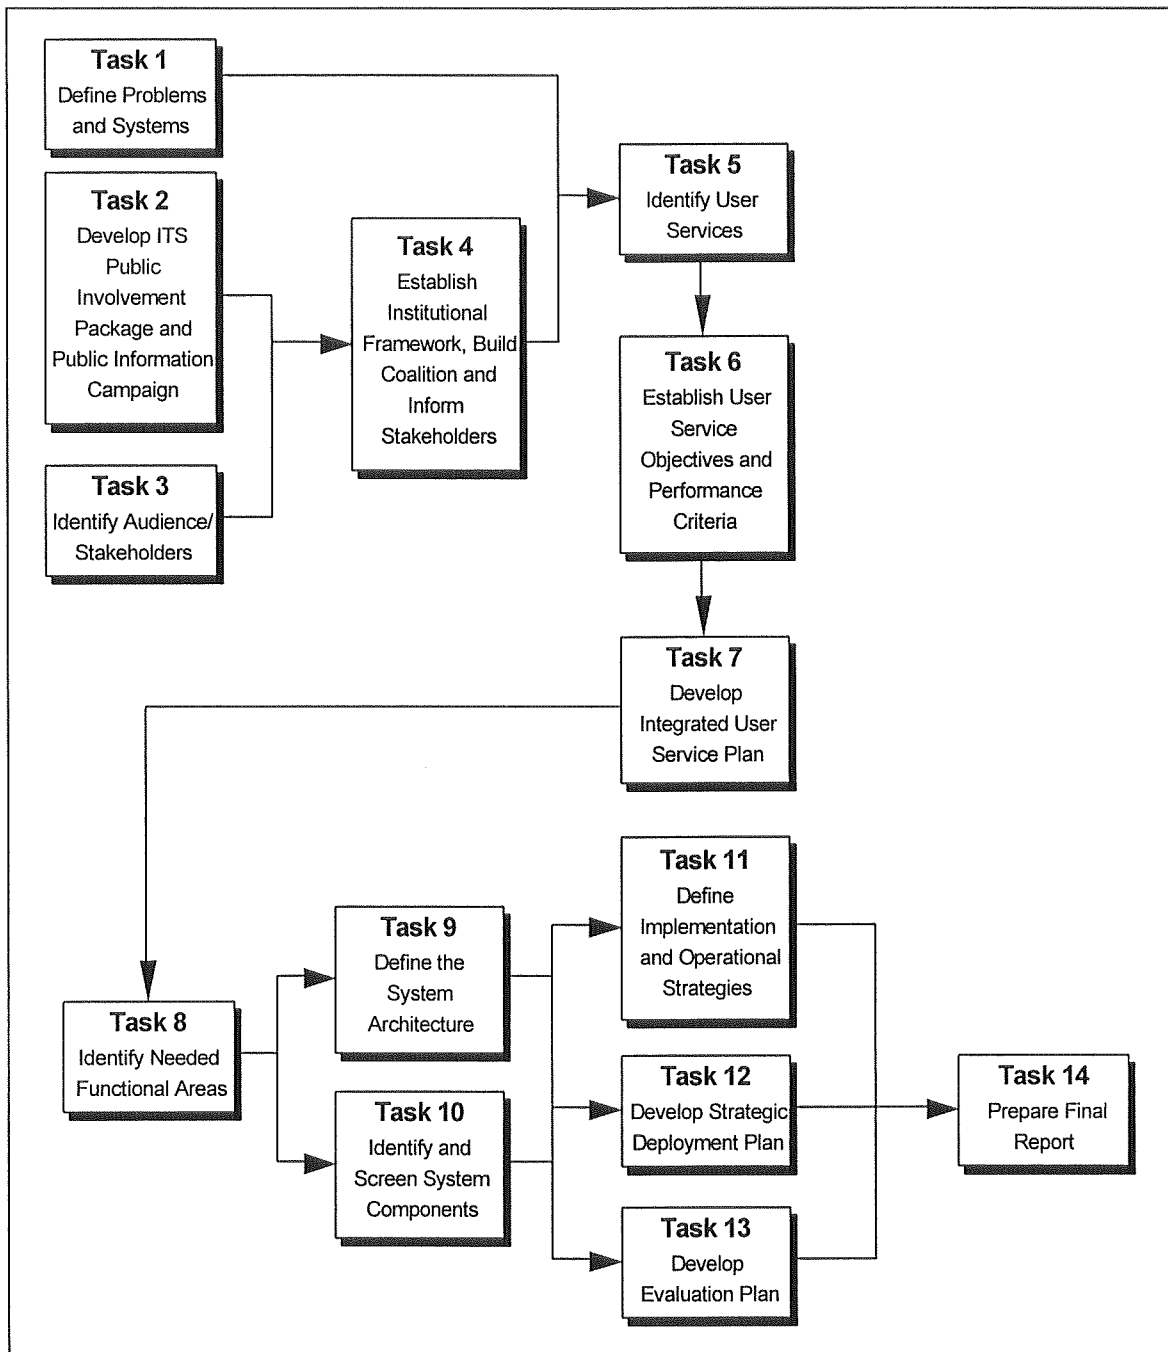 Task 1
Define Problems
and Systems
Task 2
Develop ITS
Public
Involvement
Package and
Public Information
Campaign
Task 3
Identify Audience/
Stakeholders
Task 4
Establish
Institutional
Framework, Build
Coalition and
Inform
Stakeholders
Task 5
Identify User
Services
Task 6
Establish User
Service
Objectives and
Performance
Criteria
Task 7
Develop
Integrated User
Service Plan
Task 8
Identify Needed
Functional Areas
Task 9
Define the
System
Architecture
Task 10
Identify and
Screen System
Components
Task 11
Define
Implementation
and Operational
Strategies
Task 12
Develop Strategic
Deployment Plan
Task 13
Develop
Evaluation Plan
Task 14
Prepare Final
Report